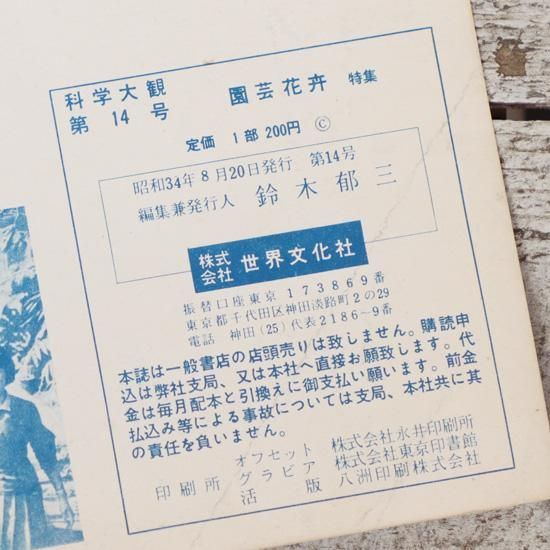 科学大観 園芸花卉 特集
第14号
定価 1部200円 ©
昭和34年8月20日発行 第14号
編集兼発行人 鈴木郁三
株式会社 世界文化社
振替口座東京 173869番
東京都千代田区神田淡路町2の29
電話 神田(25)代表2186~9番
本誌は一般書店の店頭売りは致しません。購読申
込は弊社支局、又は本社へ直接お願致します。代
金は毎月配本と引換えに御支払い願います。前金
払込み等による事故については支局、本社共に其
の責任を負いません。
オフセット 株式会社永井印刷所
印刷所 グラビア 株式会社東京印書館
活版 八洲印刷株式会社